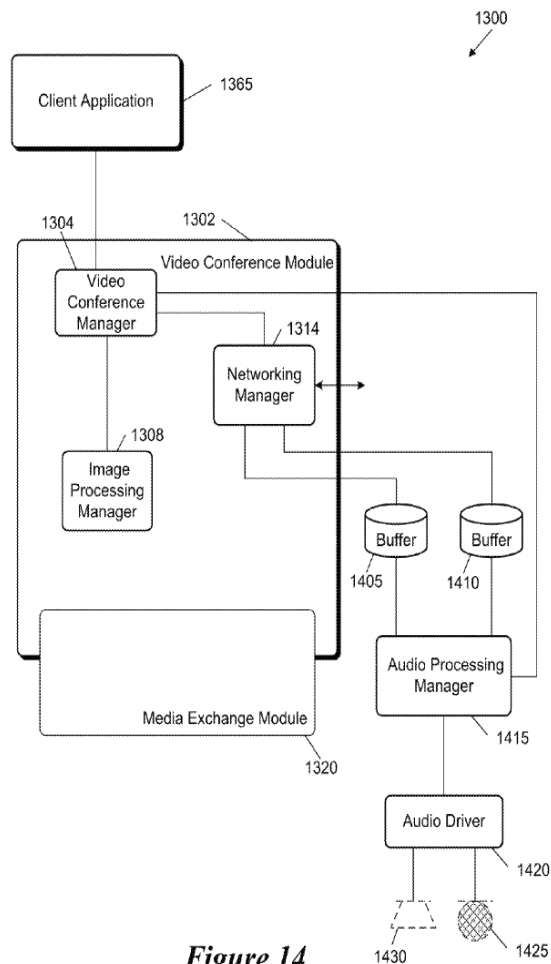 1300
Client Application
1365
1302
1304
Video Conference Module
Video
Conference
Manager
1314
Networking
Manager
1308
Image
Processing
Manager
Buffer
Buffer
1405
1410
Audio Processing
Manager
Media Exchange Module
1415
1320
Audio Driver
1420
1430
1425
Figure 14